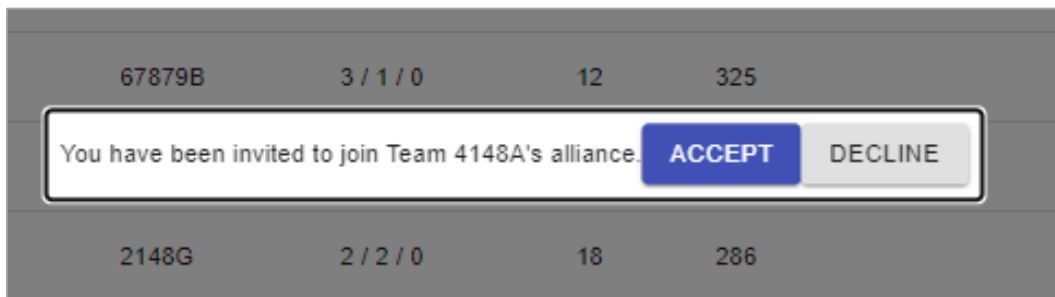 67879B 3 / 1 / 0 12 325
You have been invited to join Team 4148A's alliance. ACCEPT DECLINE
2148G 2 / 2 / 0 18 286